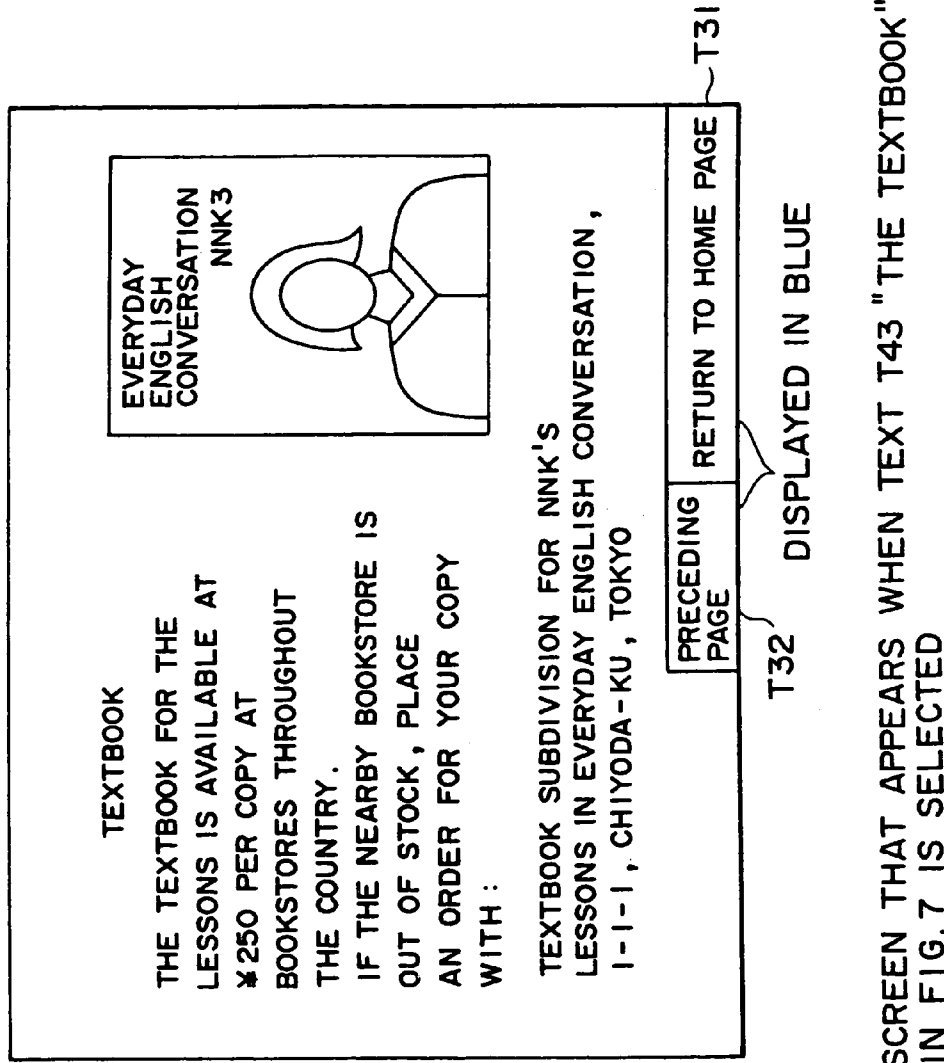 TEXTBOOK
THE TEXTBOOK FOR THE
LESSONS IS AVAILABLE AT
¥250 PER COPY AT
BOOKSTORES THROUGHOUT
THE COUNTRY.
IF THE NEARBY BOOKSTORE IS
OUT OF STOCK, PLACE
AN ORDER FOR YOUR COPY
WITH:
EVERYDAY
ENGLISH
CONVERSATION
NNK3
TEXTBOOK SUBDIVISION FOR NNK'S
LESSONS IN EVERYDAY ENGLISH CONVERSATION,
1-1-1, CHIYODA-KU, TOKYO
PRECEDING
PAGE
RETURN TO HOME PAGE
T31
T32
DISPLAYED IN BLUE
SCREEN THAT APPEARS WHEN TEXT T43 "THE TEXTBOOK"
IN FIG. 7 IS SELECTED